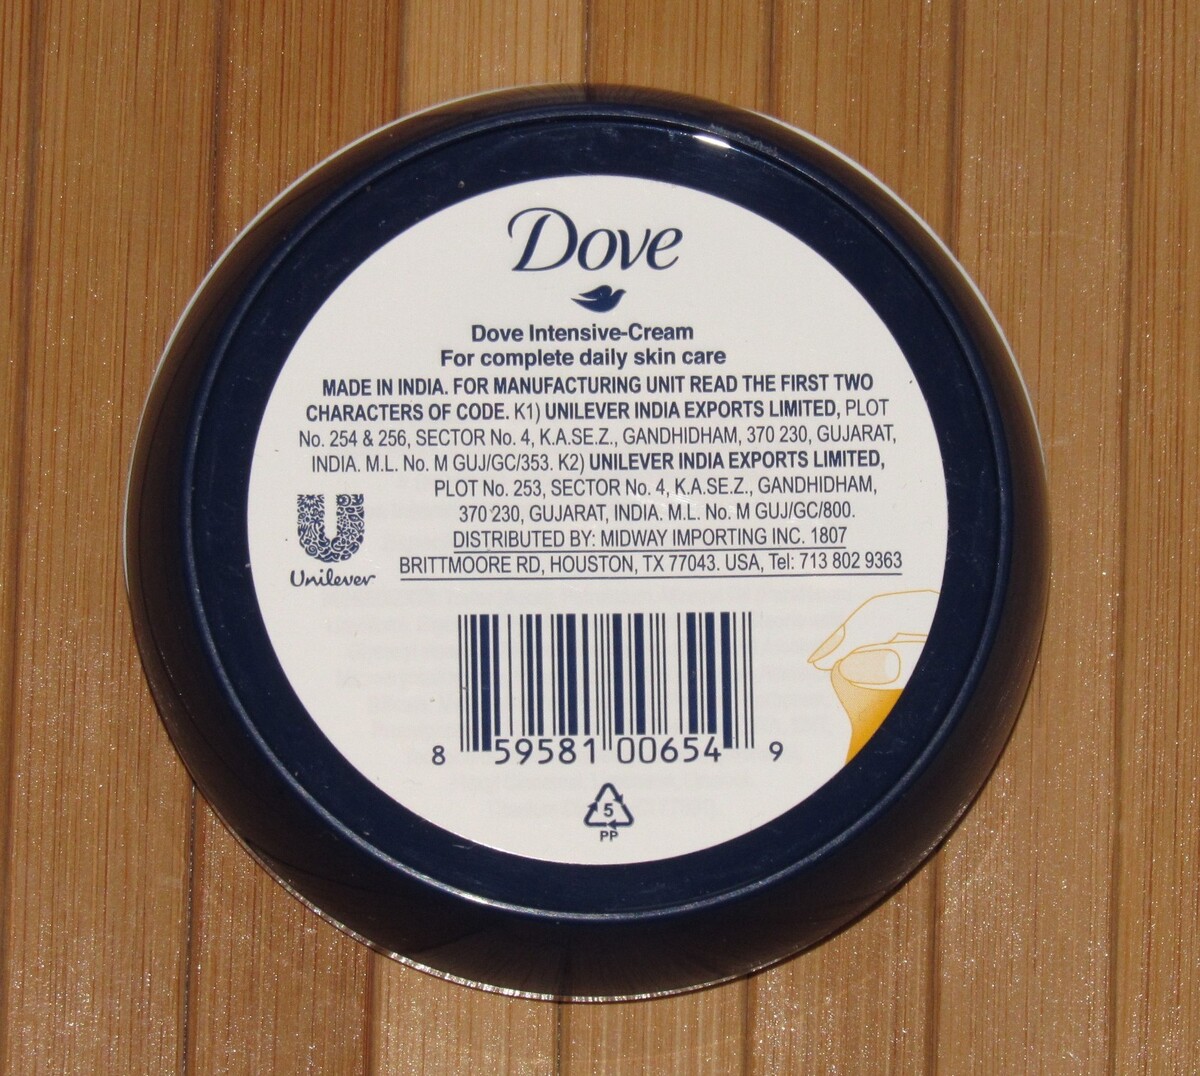 Dove
Dove Intensive-Cream
For complete daily skin care
MADE IN INDIA. FOR MANUFACTURING UNIT READ THE FIRST TWO
CHARACTERS OF CODE. K1) UNILEVER INDIA EXPORTS LIMITED, PLOT
No. 254 & 256, SECTOR No. 4, K.A.SE.Z., GANDHIDHAM, 370 230, GUJARAT,
INDIA. M.L. No. M GUJ/GC/353. K2) UNILEVER INDIA EXPORTS LIMITED,
PLOT No. 253, SECTOR No. 4, K.A.SE.Z., GANDHIDHAM,
370 230, GUJARAT, INDIA. M.L. No. M GUJ/GC/800.
DISTRIBUTED BY: MIDWAY IMPORTING INC. 1807
BRITTMOORE RD, HOUSTON, TX 77043. USA, Tel: 713 802 9363
Unilever
8 59581 00654 9
5
PP